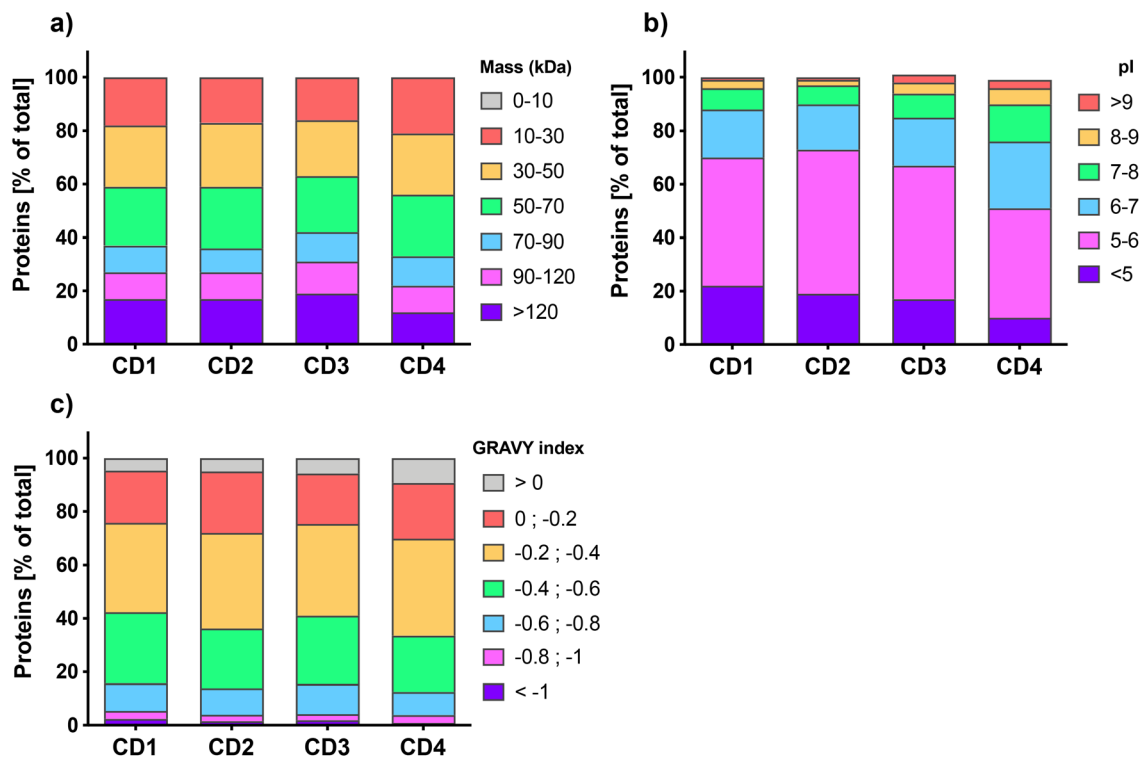 a)
Proteins [% of total]
100
80
60
40
20
0
CD1 CD2 CD3 CD4
Mass (kDa)
0-10
10-30
30-50
50-70
70-90
90-120
>120
b)
Proteins [% of total]
100
80
60
40
20
0
CD1 CD2 CD3 CD4
pI
>9
8-9
7-8
6-7
5-6
<5
c)
Proteins [% of total]
100
80
60
40
20
0
CD1 CD2 CD3 CD4
GRAVY index
> 0
0 ; -0.2
-0.2 ; -0.4
-0.4 ; -0.6
-0.6 ; -0.8
-0.8 ; -1
< -1